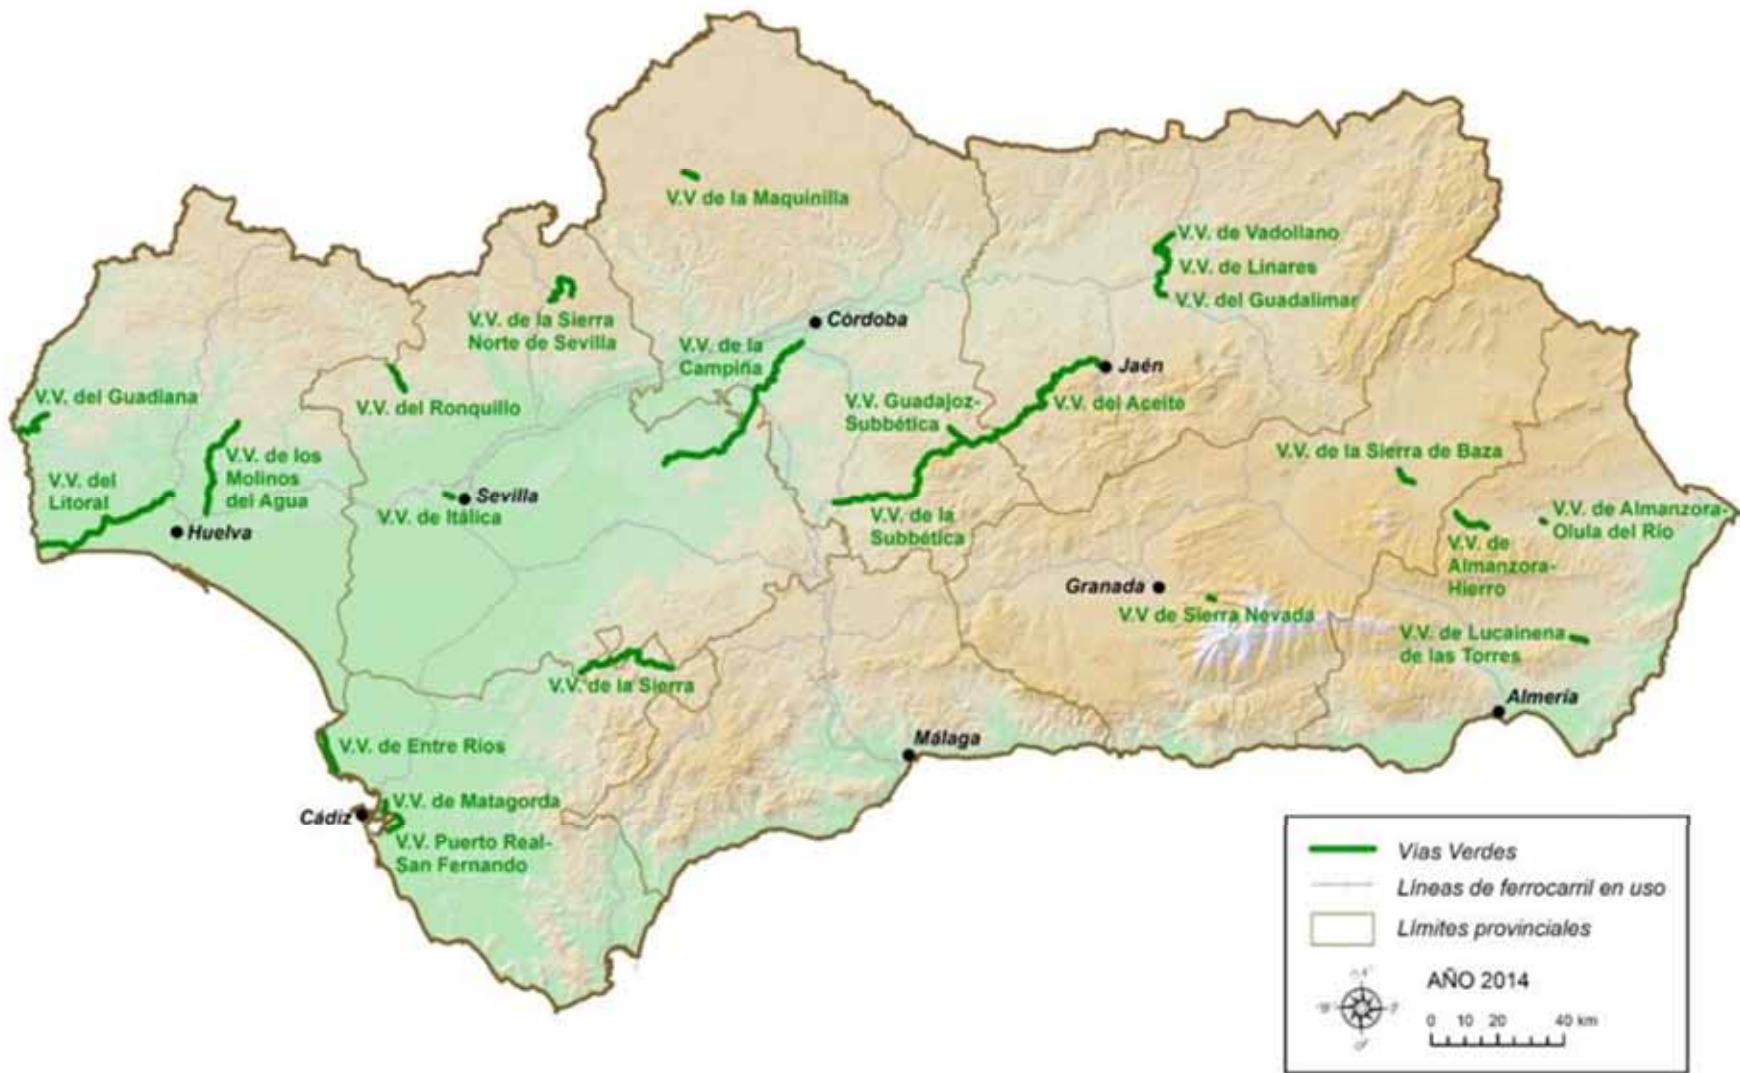 V.V de la Maquinilla
V.V. de Vadollano
V.V. de Linares
V.V. del Guadalimar
V.V. de la Sierra
Norte de Sevilla
Córdoba
V.V. de la
Campiña
Jaén
V.V. del Guadiana
V.V. del Ronquillo
V.V. Guadajoz-
Subbética
V.V. del Aceite
V.V. de los
Molinos
del Agua
V.V. del
Litoral
V.V. de la Sierra de Baza
Sevilla
V.V. de Itálica
Huelva
V.V. de la
Subbética
V.V. de Almanzora-
Olula del Río
V.V. de
Almanzora-
Hierro
Granada
V.V de Sierra Nevada
V.V. de Lucainena
de las Torres
V.V. de la Sierra
Almería
V.V. de Entre Ríos
Málaga
V.V. de Matagorda
Cádiz
V.V. Puerto Real-
San Fernando
Vias Verdes
Líneas de ferrocarril en uso
Límites provinciales
AÑO 2014
0 10 20 40 km